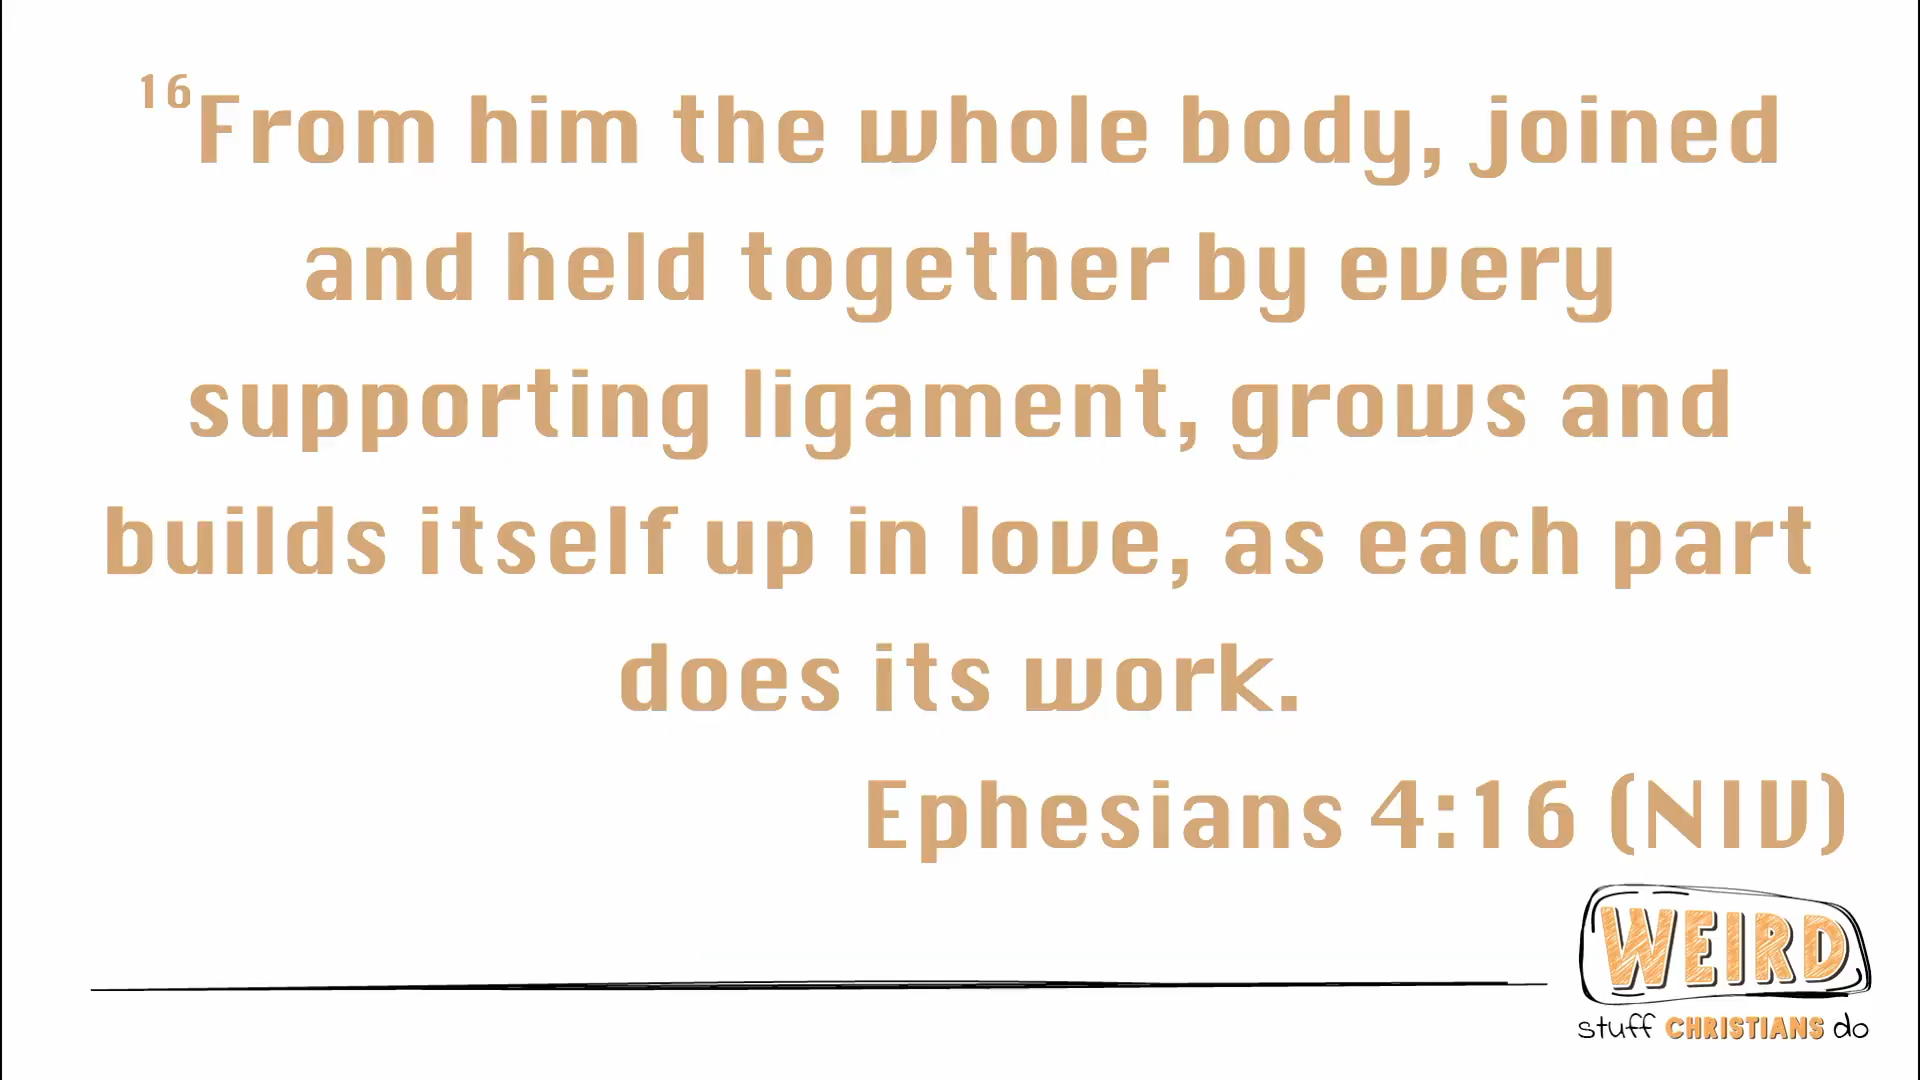 16From him the whole body, joined
and held together by every
supporting ligament, grows and
builds itself up in love, as each part
does its work.
Ephesians 4:16 (NIV)
WEIRD
stuff CHRISTIANS do